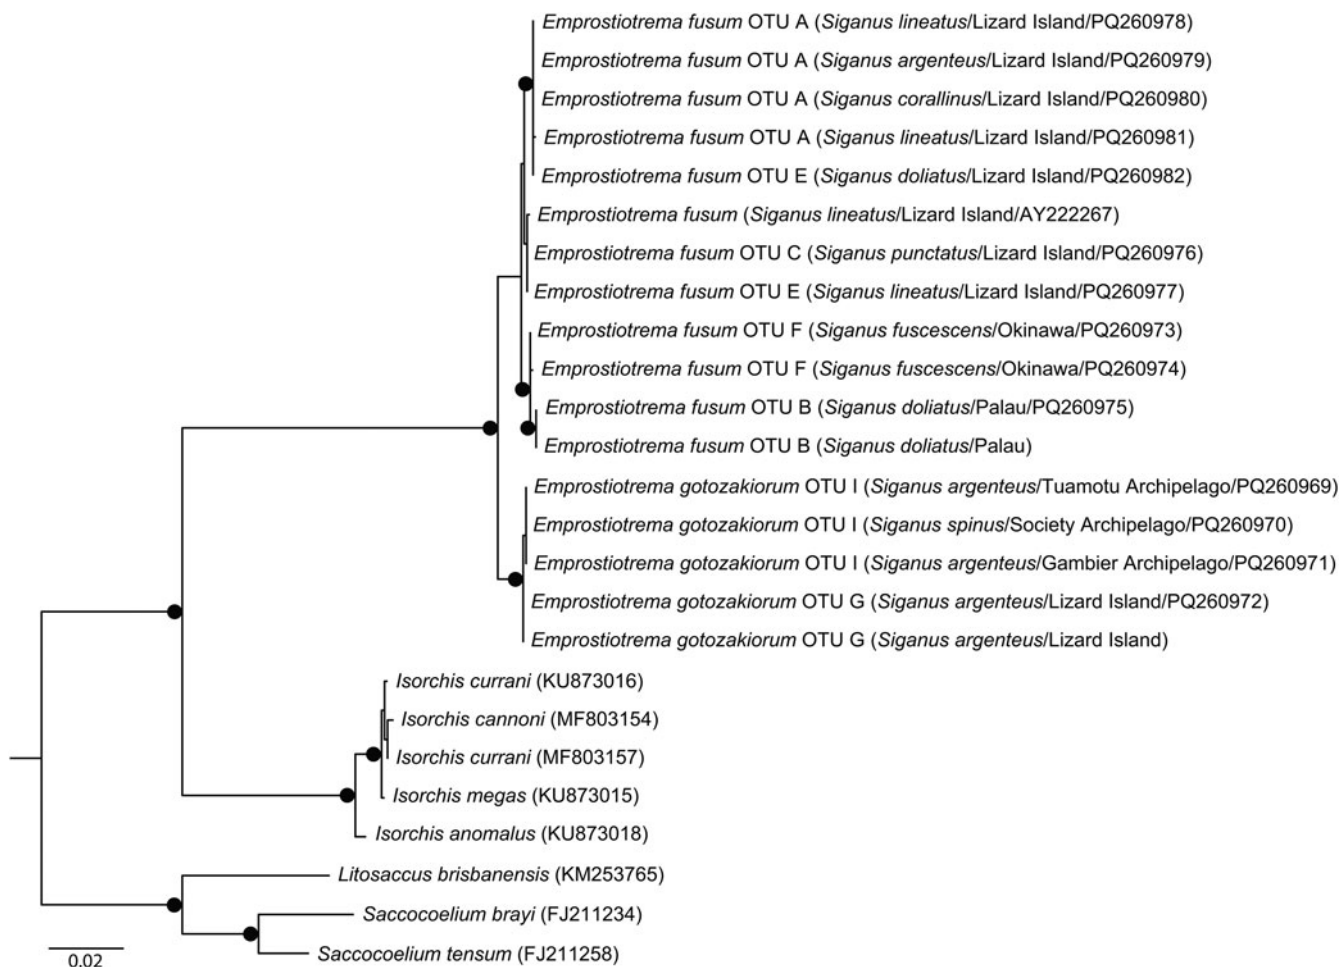 Emprostiotrema fusum OTU A (Siganus lineatus/Lizard Island/PQ260978)
Emprostiotrema fusum OTU A (Siganus argenteus/Lizard Island/PQ260979)
Emprostiotrema fusum OTU A (Siganus corallinus/Lizard Island/PQ260980)
Emprostiotrema fusum OTU A (Siganus lineatus/Lizard Island/PQ260981)
Emprostiotrema fusum OTU E (Siganus doliatus/Lizard Island/PQ260982)
Emprostiotrema fusum (Siganus lineatus/Lizard Island/AY222267)
Emprostiotrema fusum OTU C (Siganus punctatus/Lizard Island/PQ260976)
Emprostiotrema fusum OTU E (Siganus lineatus/Lizard Island/PQ260977)
Emprostiotrema fusum OTU F (Siganus fuscescens/Okinawa/PQ260973)
Emprostiotrema fusum OTU F (Siganus fuscescens/Okinawa/PQ260974)
Emprostiotrema fusum OTU B (Siganus doliatus/Palau/PQ260975)
Emprostiotrema fusum OTU B (Siganus doliatus/Palau)
Emprostiotrema gotozakiorum OTU I (Siganus argenteus/Tuamotu Archipelago/PQ260969)
Emprostiotrema gotozakiorum OTU I (Siganus spinus/Society Archipelago/PQ260970)
Emprostiotrema gotozakiorum OTU I (Siganus argenteus/Gambier Archipelago/PQ260971)
Emprostiotrema gotozakiorum OTU G (Siganus argenteus/Lizard Island/PQ260972)
Emprostiotrema gotozakiorum OTU G (Siganus argenteus/Lizard Island)
Isorchis currani (KU873016)
Isorchis cannoni (MF803154)
Isorchis currani (MF803157)
Isorchis megas (KU873015)
Isorchis anomalus (KU873018)
Litosaccus brisbanensis (KM253765)
Saccocoelium brayi (FJ211234)
Saccocoelium tensum (FJ211258)
0.02